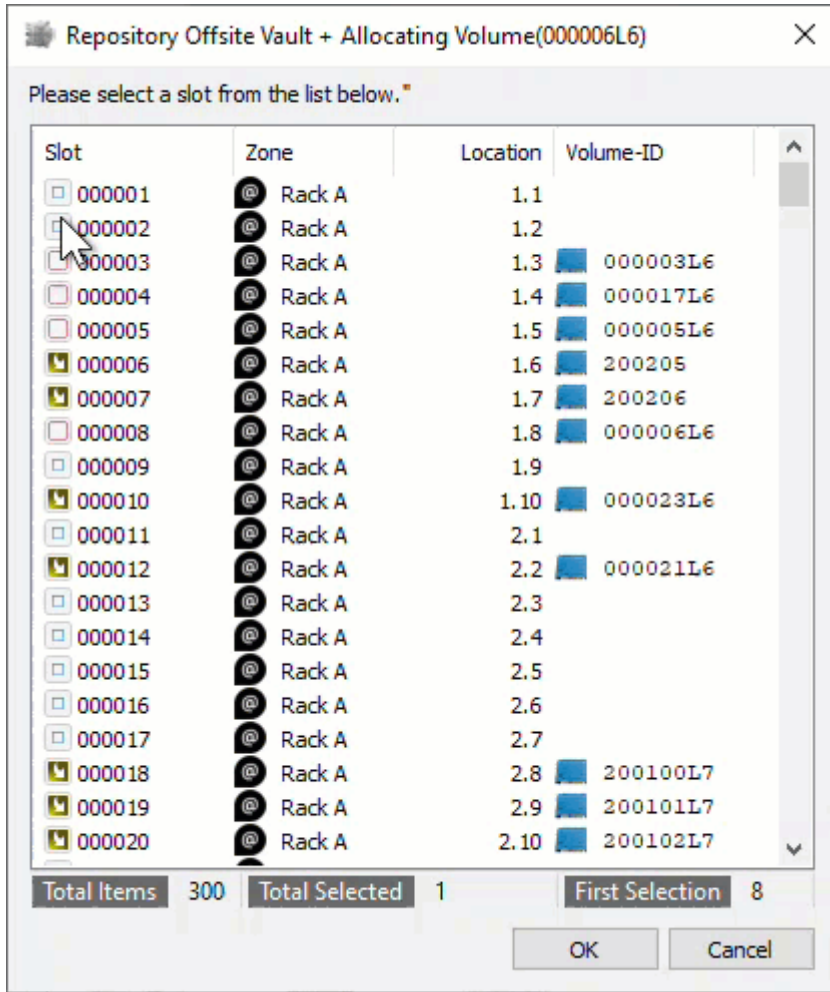 Repository Offsite Vault + Allocating Volume(000006L6)
Please select a slot from the list below."
Slot Zone Location Volume-ID
000001 @ Rack A 1.1
000002 @ Rack A 1.2
000003 @ Rack A 1.3 000003L6
000004 @ Rack A 1.4 000017L6
000005 @ Rack A 1.5 000005L6
000006 @ Rack A 1.6 200205
000007 @ Rack A 1.7 200206
000008 @ Rack A 1.8 000006L6
000009 @ Rack A 1.9
000010 @ Rack A 1.10 000023L6
000011 @ Rack A 2.1
000012 @ Rack A 2.2 000021L6
000013 @ Rack A 2.3
000014 @ Rack A 2.4
000015 @ Rack A 2.5
000016 @ Rack A 2.6
000017 @ Rack A 2.7
000018 @ Rack A 2.8 200100L7
000019 @ Rack A 2.9 200101L7
000020 @ Rack A 2.10 200102L7
Total Items 300 Total Selected 1 First Selection 8
OK Cancel